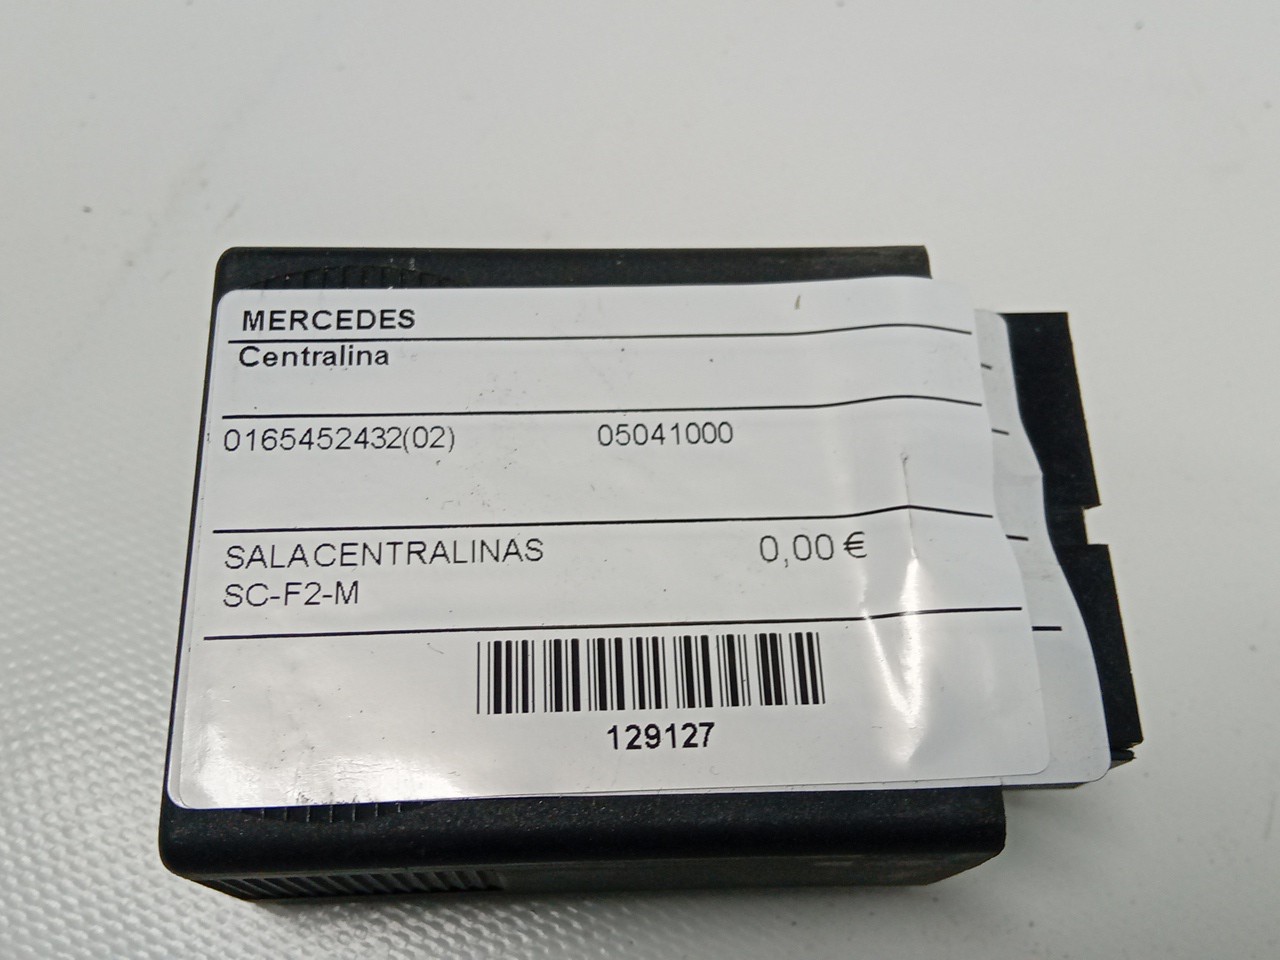 MERCEDES
Centralina
0165452432(02) 05041000
SALACENTRALINAS 0,00 €
SC-F2-M
129127